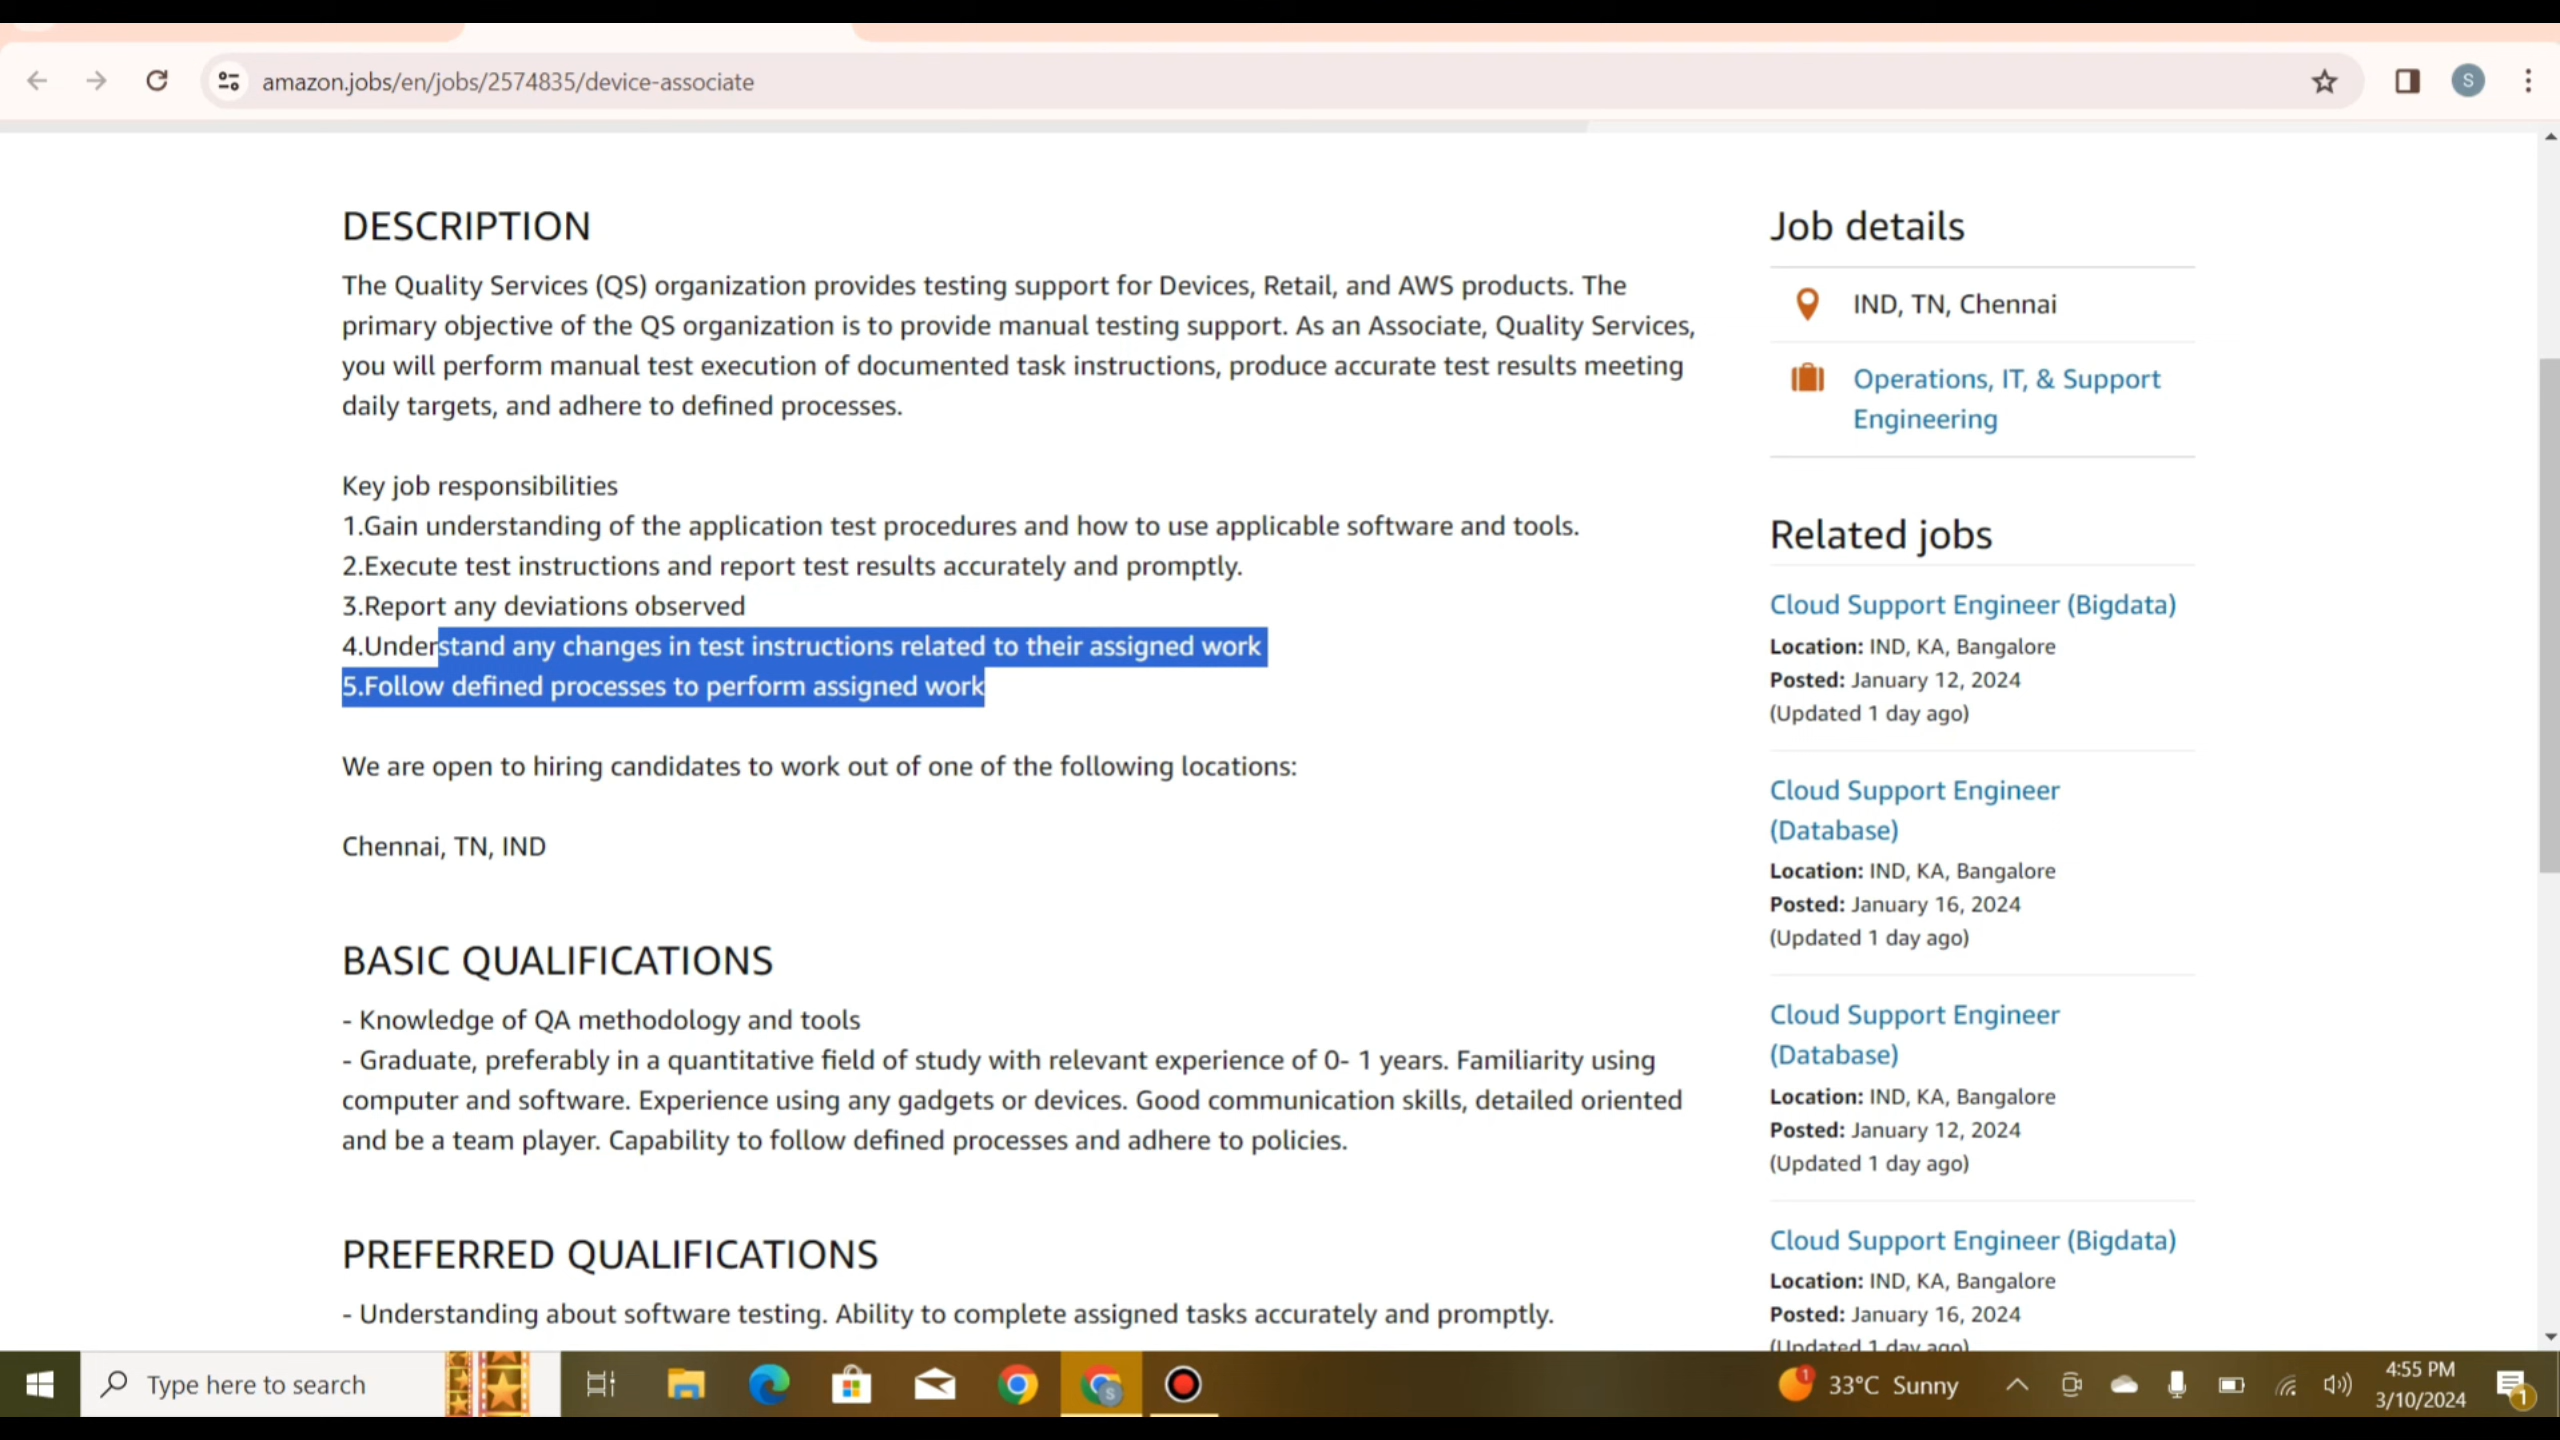 amazon.jobs/en/jobs/2574835/device-associate
S
DESCRIPTION
The Quality Services (QS) organization provides testing support for Devices, Retail, and AWS products. The
primary objective of the QS organization is to provide manual testing support. As an Associate, Quality Services,
you will perform manual test execution of documented task instructions, produce accurate test results meeting
daily targets, and adhere to defined processes.
Key job responsibilities
1.Gain understanding of the application test procedures and how to use applicable software and tools.
2.Execute test instructions and report test results accurately and promptly.
3.Report any deviations observed
4.Understand any changes in test instructions related to their assigned work
5.Follow defined processes to perform assigned work
We are open to hiring candidates to work out of one of the following locations:
Chennai, TN, IND
BASIC QUALIFICATIONS
- Knowledge of QA methodology and tools
- Graduate, preferably in a quantitative field of study with relevant experience of 0- 1 years. Familiarity using
computer and software. Experience using any gadgets or devices. Good communication skills, detailed oriented
and be a team player. Capability to follow defined processes and adhere to policies.
PREFERRED QUALIFICATIONS
- Understanding about software testing. Ability to complete assigned tasks accurately and promptly.
Job details
IND, TN, Chennai
Operations, IT, & Support
Engineering
Related jobs
Cloud Support Engineer (Bigdata)
Location: IND, KA, Bangalore
Posted: January 12, 2024
(Updated 1 day ago)
Cloud Support Engineer
(Database)
Location: IND, KA, Bangalore
Posted: January 16, 2024
(Updated 1 day ago)
Cloud Support Engineer
(Database)
Location: IND, KA, Bangalore
Posted: January 12, 2024
(Updated 1 day ago)
Cloud Support Engineer (Bigdata)
Location: IND, KA, Bangalore
Posted: January 16, 2024
(Updated 1 day ago)
Type here to search
S
1
33°C Sunny
4:55 PM
3/10/2024
1